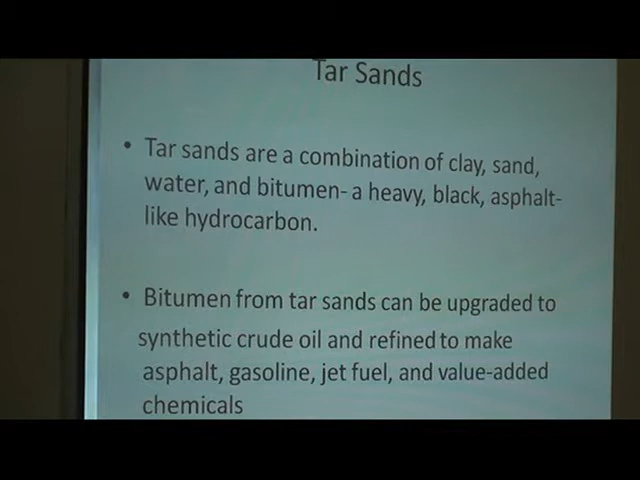 Tar Sands
• Tar sands are a combination of clay, sand,
water, and bitumen- a heavy, black, asphalt-
like hydrocarbon.
• Bitumen from tar sands can be upgraded to
synthetic crude oil and refined to make
asphalt, gasoline, jet fuel, and value-added
chemicals